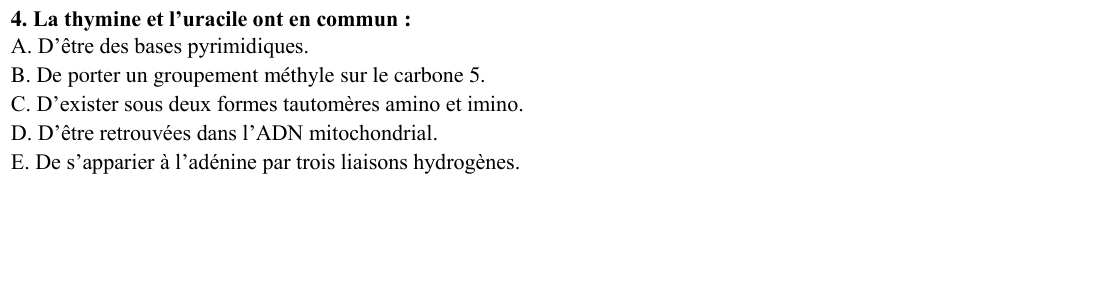 4. La thymine et l’uracile ont en commun :
A. D’être des bases pyrimidiques.
B. De porter un groupement méthyle sur le carbone 5.
C. D’exister sous deux formes tautomères amino et imino.
D. D’être retrouvées dans l’ADN mitochondrial.
E. De s’apparier à l’adénine par trois liaisons hydrogènes.